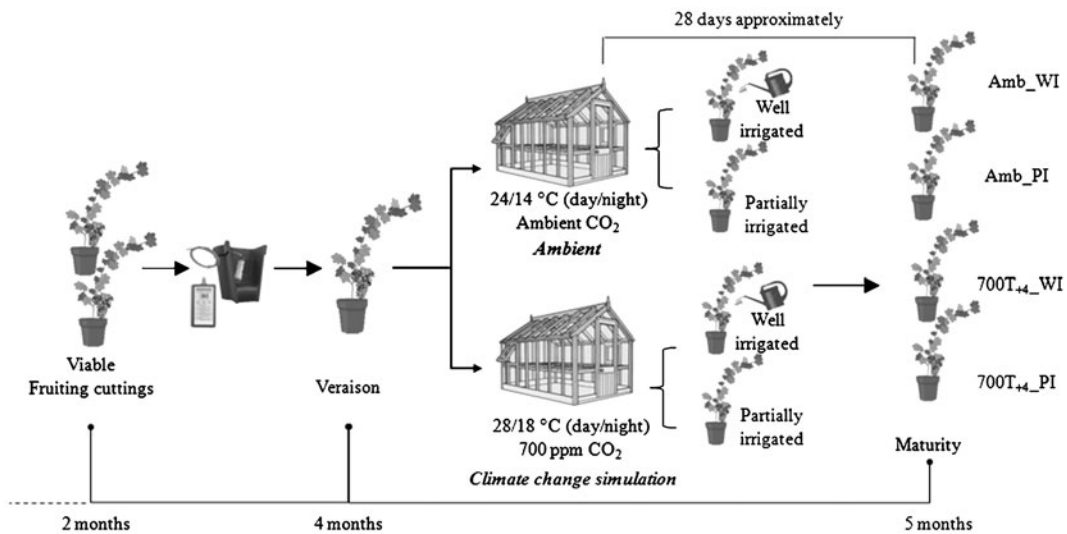 28 days approximately
Well
irrigated
Amb_WI
Partially
irrigated
Amb_PI
24/14 °C (day/night)
Ambient CO₂
Ambient
Viable
Fruiting cuttings
Veraison
Well
irrigated
700T₊₄_WI
Partially
irrigated
700T₊₄_PI
28/18 °C (day/night)
700 ppm CO₂
Climate change simulation
Maturity
2 months
4 months
5 months